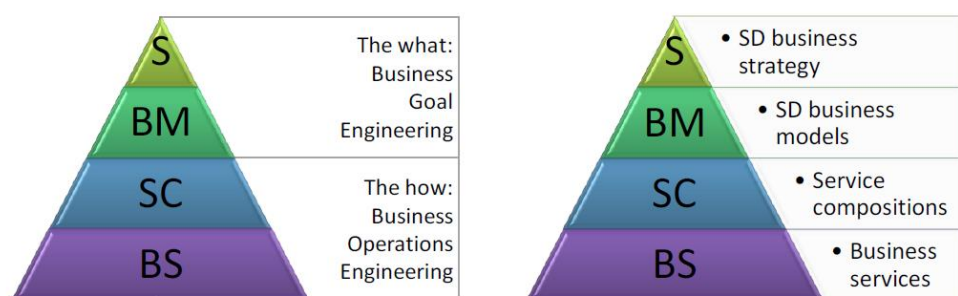 S
BM
SC
BS
The what:
Business
Goal
Engineering
The how:
Business
Operations
Engineering
S
BM
SC
BS
• SD business
strategy
• SD business
models
• Service
compositions
• Business
services